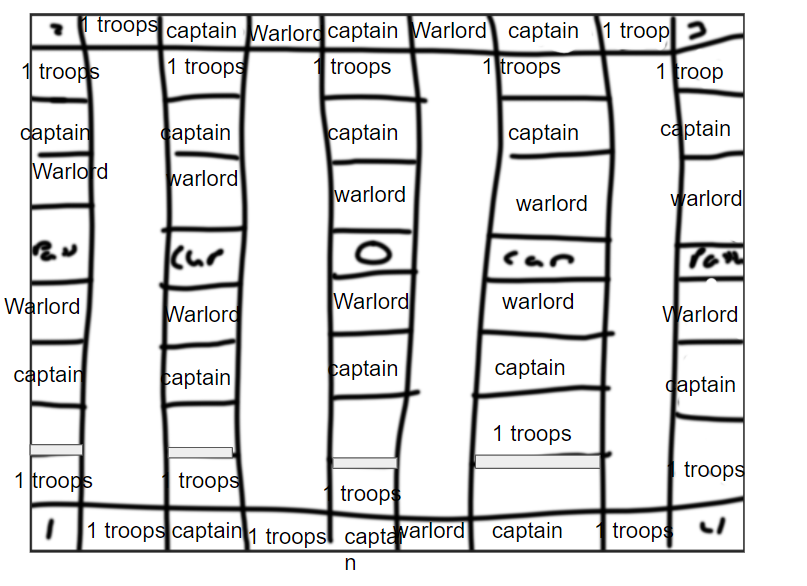 2 1 troops captain Warlord captain Warlord captain 1 troop
1 troops 1 troops 1 troops 1 troops 1 troop
captain captain captain captain captain
Warlord warlord warlord warlord warlord
O
Warlord Warlord Warlord warlord Warlord
captain captain captain captain captain
1 troops 1 troops 1 troops 1 troops 1 troops
1 1 troops captain 1 troops captain warlord captain 1 troops 4